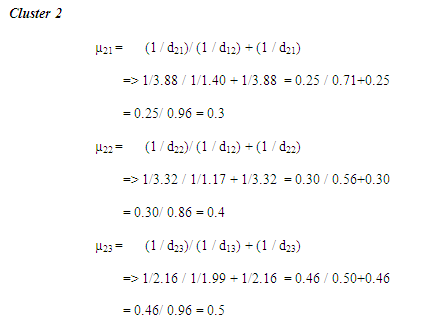 Cluster 2
μ21 = (1 / d21)/ (1 / d12) + (1 / d21)
=> 1/3.88 / 1/1.40 + 1/3.88 = 0.25 / 0.71+0.25
= 0.25/ 0.96 = 0.3
μ22 = (1 / d22)/ (1 / d12) + (1 / d22)
=> 1/3.32 / 1/1.17 + 1/3.32 = 0.30 / 0.56+0.30
= 0.30/ 0.86 = 0.4
μ23 = (1 / d23)/ (1 / d13) + (1 / d23)
=> 1/2.16 / 1/1.99 + 1/2.16 = 0.46 / 0.50+0.46
= 0.46/ 0.96 = 0.5